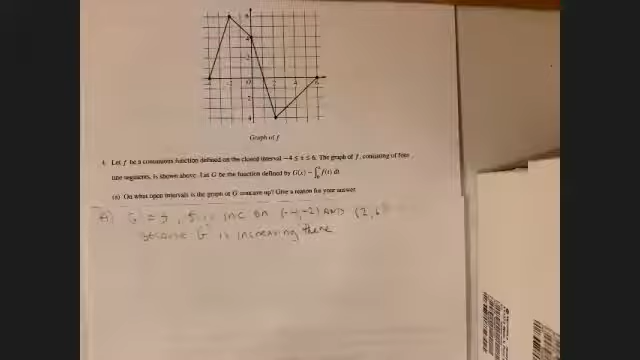 Graph of f
4. Let f be a continuous function defined on the closed interval −4 ≤ x ≤ 6. The graph of f, consisting of four
line segments, is shown above. Let G be the function defined by G(x) = ∫₀ˣ f(t) dt.
(a) On what open intervals is the graph of G concave up? Give a reason for your answer.
A) G' = f, f is INC ON (-4,-2) AND (2,6
BECAUSE G' is increasing there